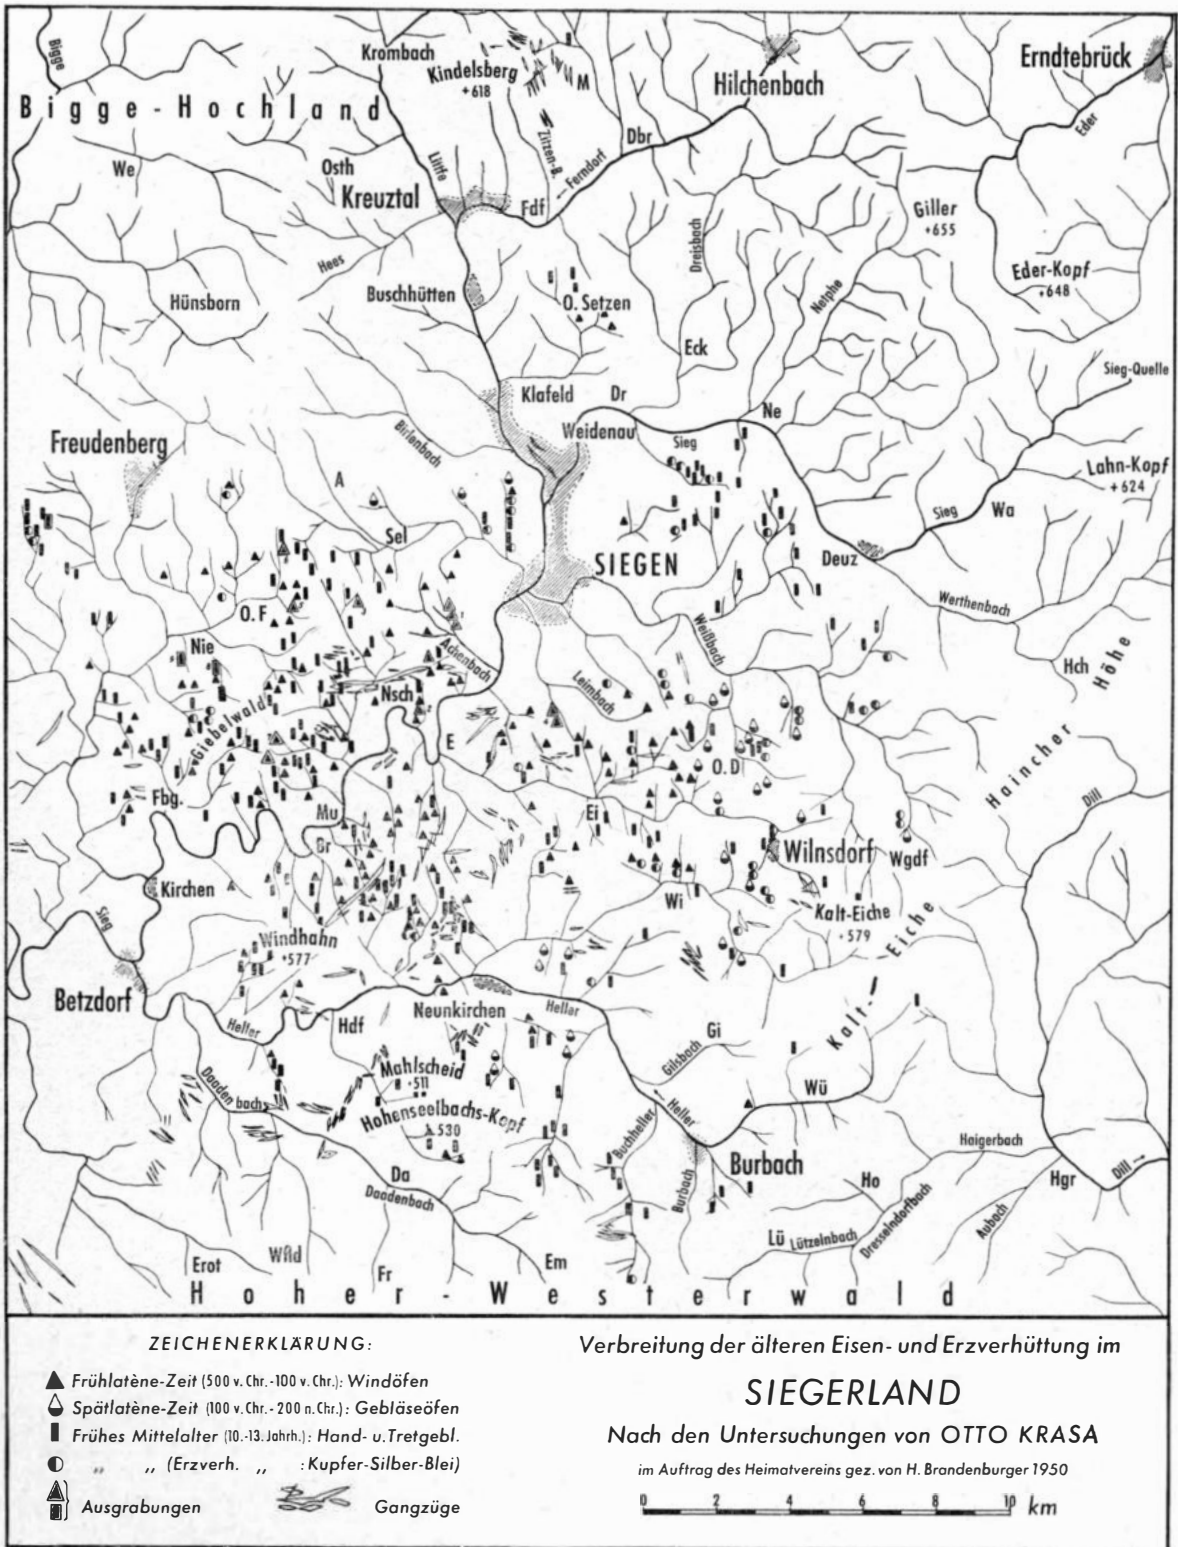 Bigge
Krombach
Kindelsberg
+618
M
Hilchenbach
Erndtebrück
Bigge-Hochland
We
Osth
Littfe
Zitzen-B.
Dbr
Eder
Kreuztal
Fdf
← Ferndorf
Giller
+655
Dreisbach
Hees
Eder-Kopf
+648
Netphe
Hünsborn
Buschhütten
O. Setzen
Eck
Sieg-Quelle
Klafeld
Dr
Ne
Freudenberg
Birlenbach
Weidenau
Sieg
Lahn-Kopf
+624
A
Sieg
Wa
Sel
SIEGEN
Deuz
O.F
Weißbach
Werthenbach
Nie
Achenbach
Hch
Höhe
Nsch
Leimbach
Giebelwald
E
O.D
Haincher
Dill
Fbg.
Mu
Ei
Br
Wilnsdorf
Wgdf
Kirchen
Wi
Kalt-Eiche
+579
Sieg
Windhahn
+577
Eiche
Betzdorf
Neunkirchen
Heller
Kalt-
Heller
Hdf
Gi
Gilsbach
Mahlscheid
+511
Daadenbach
Hohenseelbachs-Kopf
530
Wü
← Heller
Buchheller
Haigerbach
Burbach
Burbach
Da
Daadenbach
Ho
Hgr
Dill →
Dresselndorfbach
Aubach
Lü
Lützelnbach
Erot
Wild
Fr
Em
Hoher-Westerwald
ZEICHENERKLÄRUNG:
Frühlatène-Zeit (500 v. Chr.-100 v. Chr.): Windöfen
Spätlatène-Zeit (100 v. Chr.-200 n. Chr.): Gebläseöfen
Frühes Mittelalter (10.-13. Jahrh.): Hand- u. Tretgebl.
„ „ (Erzverh. „ : Kupfer-Silber-Blei)
Ausgrabungen
Gangzüge
Verbreitung der älteren Eisen- und Erzverhüttung im
SIEGERLAND
Nach den Untersuchungen von OTTO KRASA
im Auftrag des Heimatvereins gez. von H. Brandenburger 1950
0 2 4 6 8 10 km